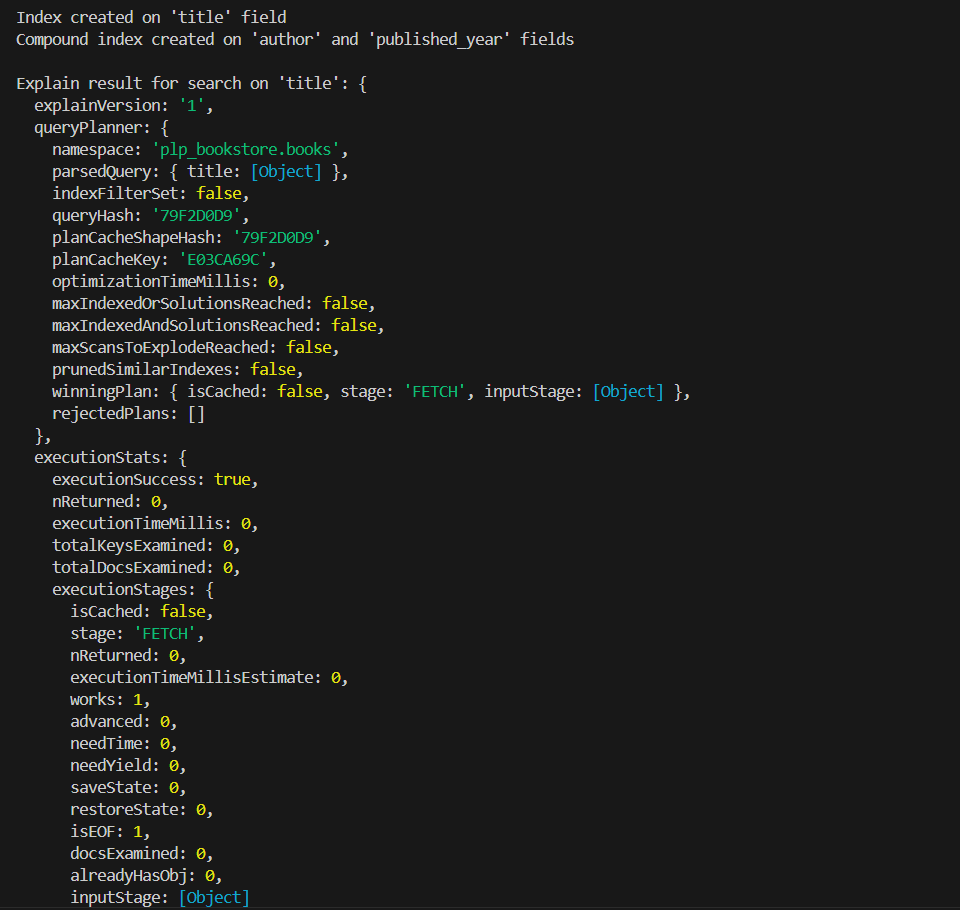 Index created on 'title' field
Compound index created on 'author' and 'published_year' fields

Explain result for search on 'title': {
  explainVersion: '1',
  queryPlanner: {
    namespace: 'plp_bookstore.books',
    parsedQuery: { title: [Object] },
    indexFilterSet: false,
    queryHash: '79F2D0D9',
    planCacheShapeHash: '79F2D0D9',
    planCacheKey: 'E03CA69C',
    optimizationTimeMillis: 0,
    maxIndexedOrSolutionsReached: false,
    maxIndexedAndSolutionsReached: false,
    maxScansToExplodeReached: false,
    prunedSimilarIndexes: false,
    winningPlan: { isCached: false, stage: 'FETCH', inputStage: [Object] },
    rejectedPlans: []
  },
  executionStats: {
    executionSuccess: true,
    nReturned: 0,
    executionTimeMillis: 0,
    totalKeysExamined: 0,
    totalDocsExamined: 0,
    executionStages: {
      isCached: false,
      stage: 'FETCH',
      nReturned: 0,
      executionTimeMillisEstimate: 0,
      works: 1,
      advanced: 0,
      needTime: 0,
      needYield: 0,
      saveState: 0,
      restoreState: 0,
      isEOF: 1,
      docsExamined: 0,
      alreadyHasObj: 0,
      inputStage: [Object]